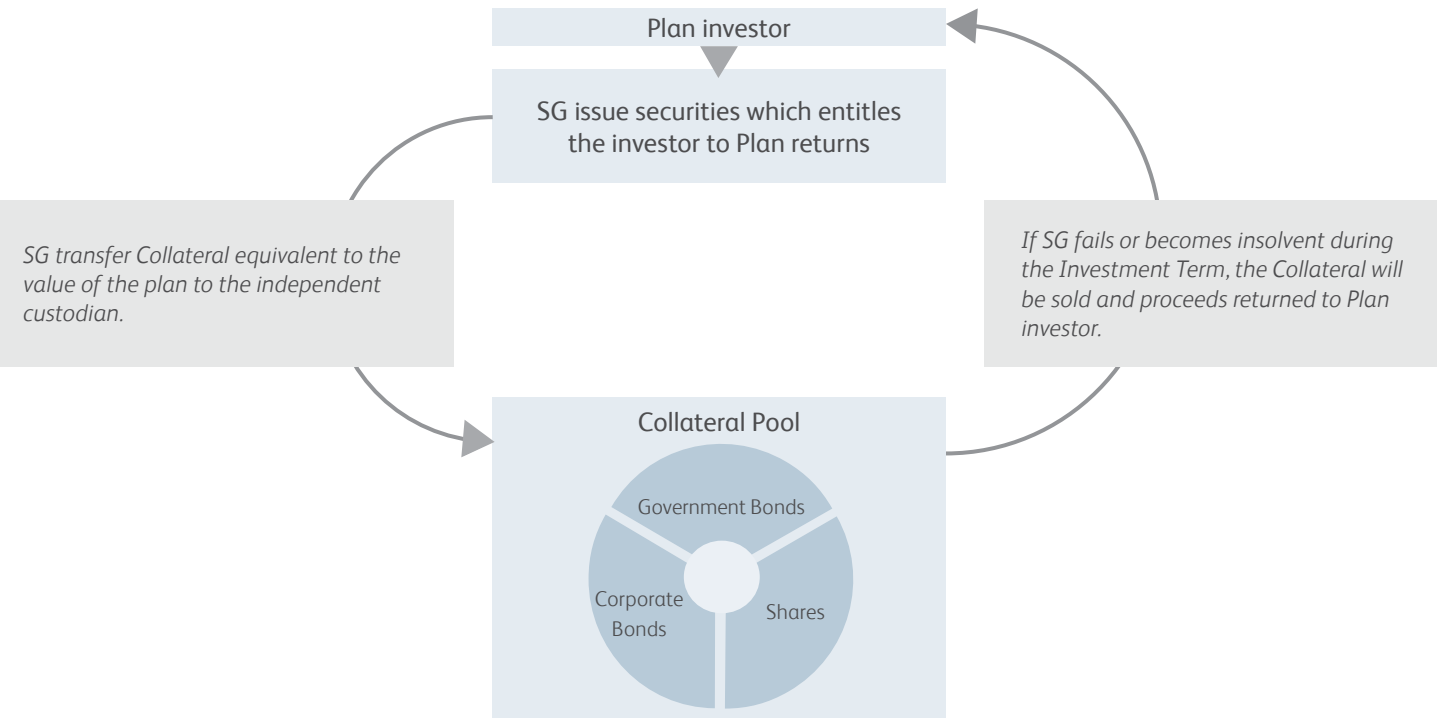 Plan investor
SG issue securities which entitles
the investor to Plan returns
SG transfer Collateral equivalent to the
value of the plan to the independent
custodian.
If SG fails or becomes insolvent during
the Investment Term, the Collateral will
be sold and proceeds returned to Plan
investor.
Collateral Pool
Government Bonds
Corporate
Bonds
Shares